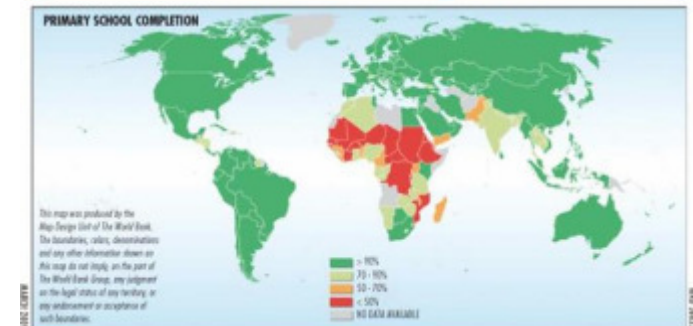 PRIMARY SCHOOL COMPLETION
This map was produced by the
Map Design Unit of The World Bank.
The boundaries, colors, denominations
and any other information shown on
this map do not imply, on the part of
The World Bank Group, any judgment
on the legal status of any territory, or
any endorsement or acceptance of
such boundaries.
> 90%
70 - 90%
50 - 70%
< 50%
NO DATA AVAILABLE